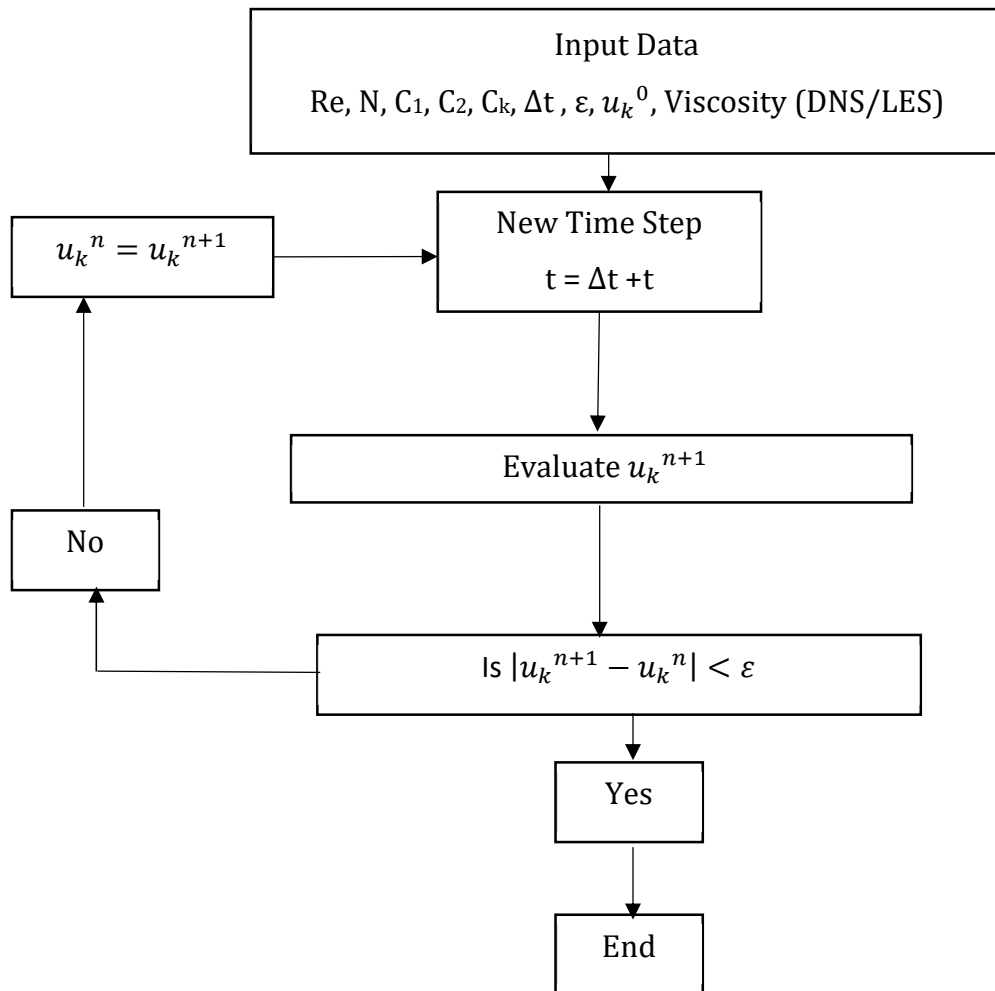 Input Data
Re, N, C₁, C₂, Cₖ, Δt , ε, uₖ⁰, Viscosity (DNS/LES)
New Time Step
t = Δt +t
uₖⁿ = uₖⁿ⁺¹
Evaluate uₖⁿ⁺¹
No
Is |uₖⁿ⁺¹ − uₖⁿ| < ε
Yes
End